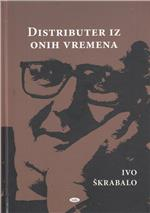 DISTRIBUTER IZ
ONIH VREMENA
IVO
ŠKRABALO